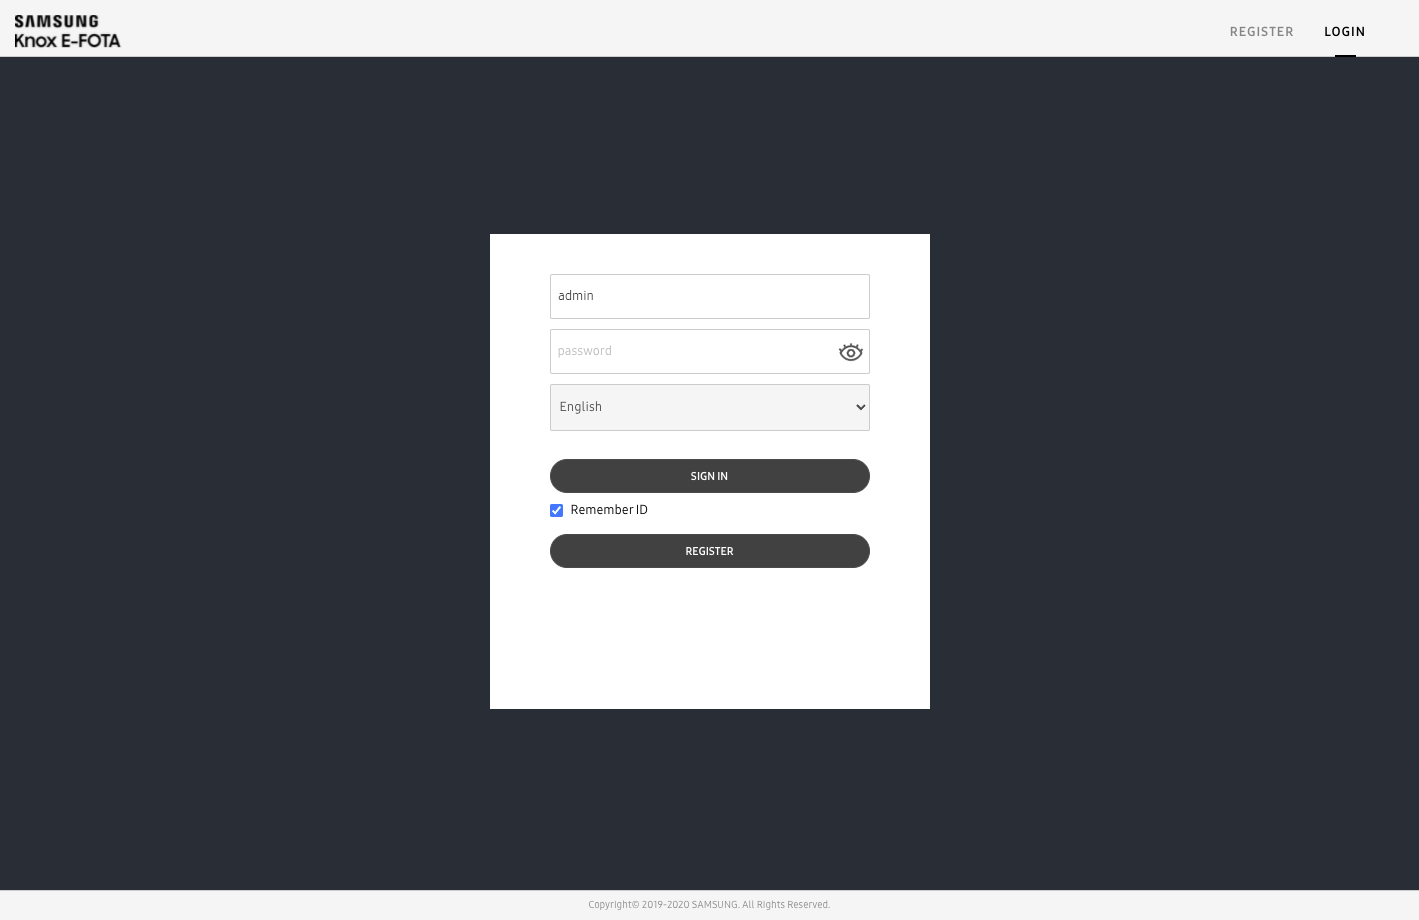 SAMSUNG
Knox E-FOTA
REGISTER
LOGIN
admin
password
English
SIGN IN
Remember ID
REGISTER
Copyright© 2019-2020 SAMSUNG. All Rights Reserved.